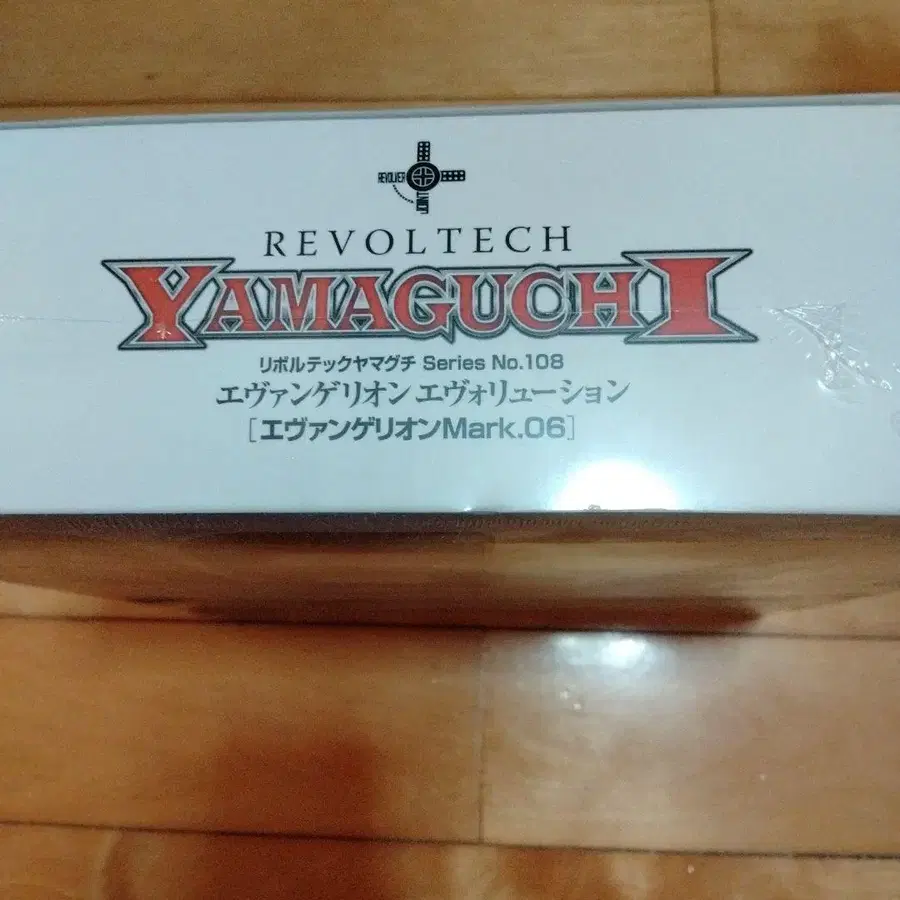 REVOLVER
JOINT
REVOLTECH
YAMAGUCHI
リボルテックヤマグチ Series No.108
エヴァンゲリオン エヴォリューション
[エヴァンゲリオンMark.06]